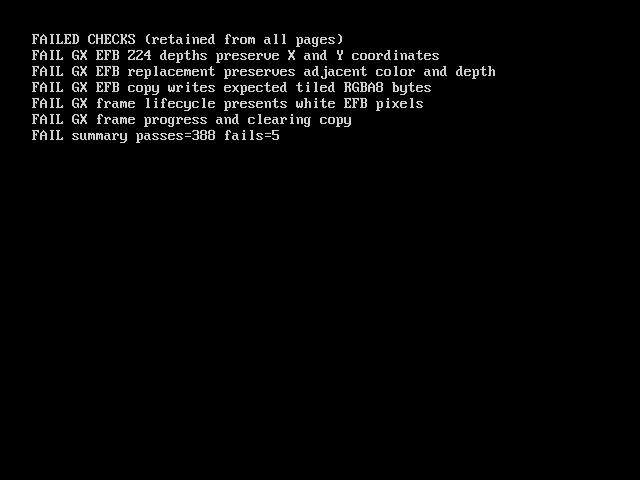 FAILED CHECKS (retained from all pages)
FAIL GX EFB Z24 depths preserve X and Y coordinates
FAIL GX EFB replacement preserves adjacent color and depth
FAIL GX EFB copy writes expected tiled RGBA8 bytes
FAIL GX frame lifecycle presents white EFB pixels
FAIL GX frame progress and clearing copy
FAIL summary passes=388 fails=5